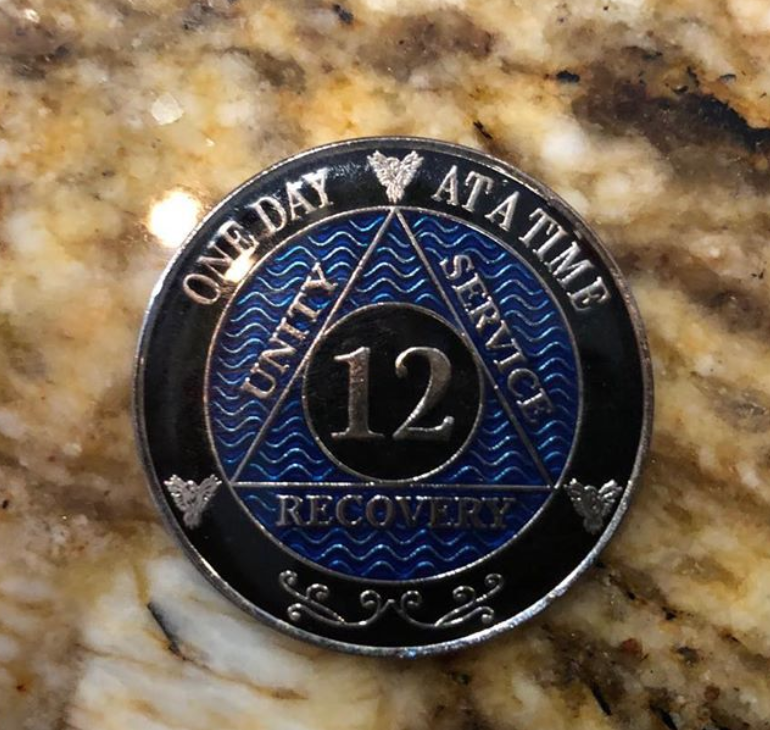 ONE DAY AT A TIME
UNITY
SERVICE
12
RECOVERY